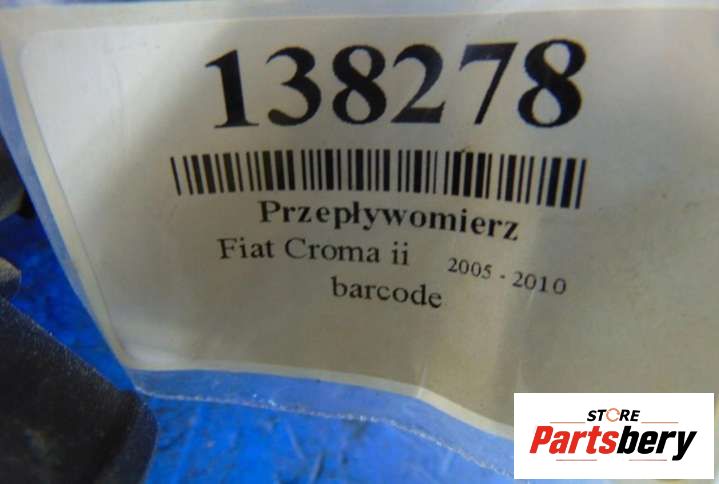 138278
Przepływomierz
Fiat Croma ii 2005 - 2010
barcode
STORE
Partsbery